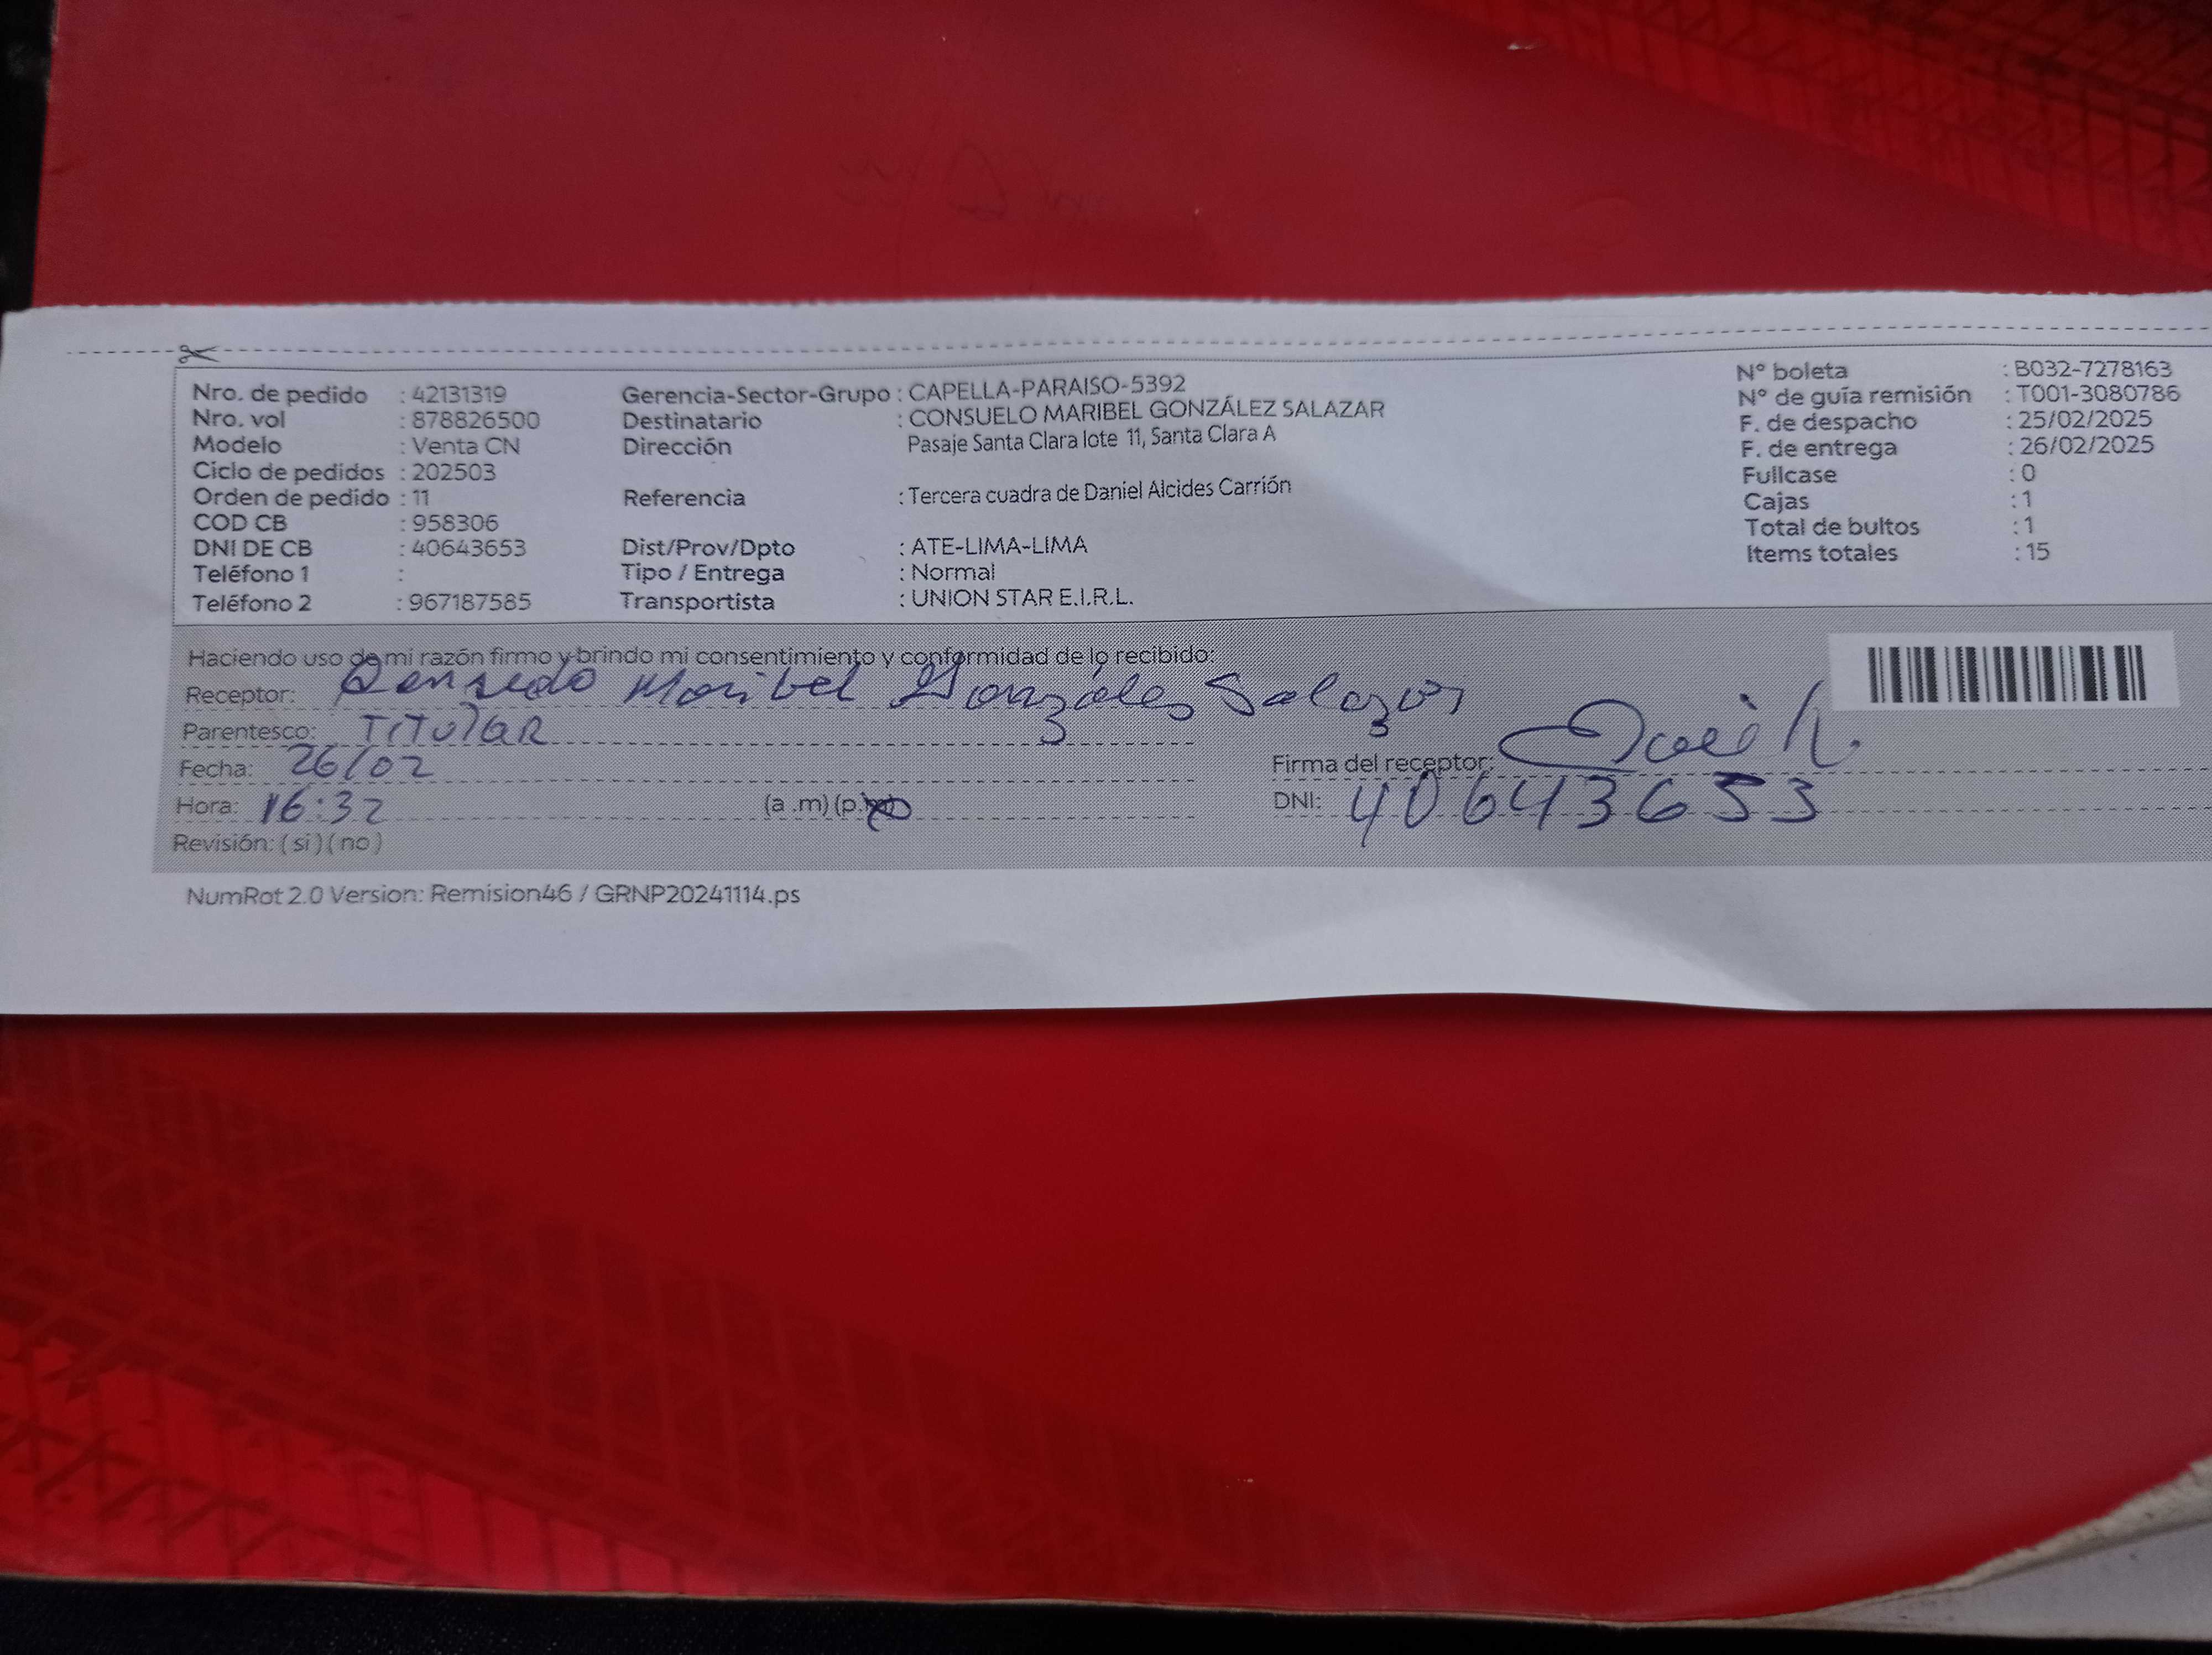 Nro. de pedido : 42131319
Nro. vol : 878826500
Modelo : Venta CN
Ciclo de pedidos : 202503
Orden de pedido : 11
COD CB : 958306
DNI DE CB : 40643653
Teléfono 1 :
Teléfono 2 : 967187585
Gerencia-Sector-Grupo : CAPELLA-PARAISO-5392
Destinatario : CONSUELO MARIBEL GONZÁLEZ SALAZAR
Dirección Pasaje Santa Clara lote 11, Santa Clara A
Referencia : Tercera cuadra de Daniel Alcides Carrión
Dist/Prov/Dpto : ATE-LIMA-LIMA
Tipo / Entrega : Normal
Transportista : UNION STAR E.I.R.L.
N° boleta : B032-7278163
N° de guía remisión : T001-3080786
F. de despacho : 25/02/2025
F. de entrega : 26/02/2025
Fullcase : 0
Cajas : 1
Total de bultos : 1
Items totales : 15
Haciendo uso de mi razón firmo y brindo mi consentimiento y conformidad de lo recibido:
Receptor: Maribel Gonzáles Salazar
Parentesco: TITULAR
Fecha: 26/02
Hora: 16:32 (a .m) (p.m)
Revisión: ( si ) ( no )
Firma del receptor:
DNI: 40643653
NumRot 2.0 Version: Remision46 / GRNP20241114.ps